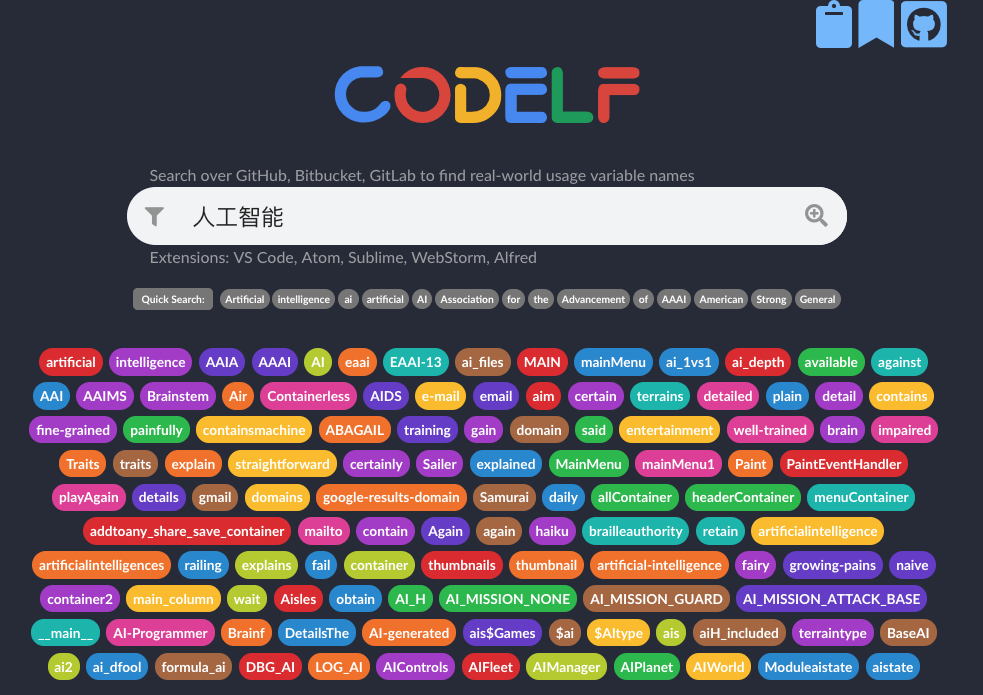 CODELF
Search over GitHub, Bitbucket, GitLab to find real-world usage variable names
人工智能
Extensions: VS Code, Atom, Sublime, WebStorm, Alfred
Quick Search: Artificial intelligence ai artificial AI Association for the Advancement of AAAI American Strong General
artificial intelligence AAIA AAAI AI eaai EAAI-13 ai_files MAIN mainMenu ai_1vs1 ai_depth available against
AAI AAIMS Brainstem Air Containerless AIDS e-mail email aim certain terrains detailed plain detail contains
fine-grained painfully containsmachine ABAGAIL training gain domain said entertainment well-trained brain impaired
Traits traits explain straightforward certainly Sailer explained MainMenu mainMenu1 Paint PaintEventHandler
playAgain details gmail domains google-results-domain Samurai daily allContainer headerContainer menuContainer
addtoany_share_save_container mailto contain Again again haiku brailleauthority retain artificialintelligence
artificialintelligences railing explains fail container thumbnails thumbnail artificial-intelligence fairy growing-pains naive
container2 main_column wait Aisles obtain AI_H AI_MISSION_NONE AI_MISSION_GUARD AI_MISSION_ATTACK_BASE
__main__ AI-Programmer Brainf DetailsThe AI-generated ais$Games $ai $AItype ais aiH_included terraintype BaseAI
ai2 ai_dfool formula_ai DBG_AI LOG_AI AIControls AIFleet AIManager AIPlanet AIWorld Moduleaistate aistate